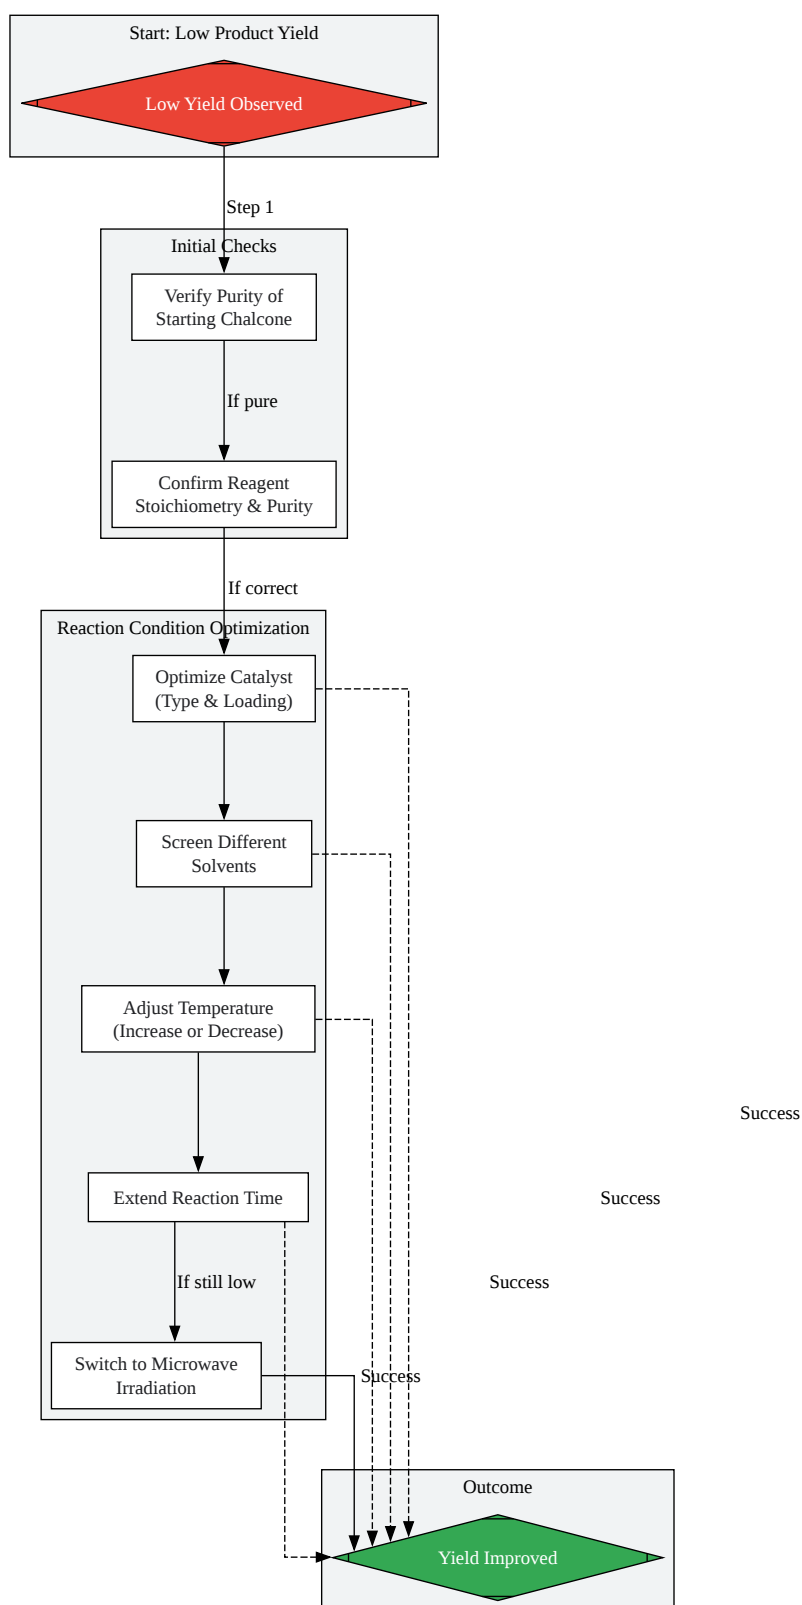 Start: Low Product Yield
Low Yield Observed
Step 1
Initial Checks
Verify Purity of
Starting Chalcone
If pure
Confirm Reagent
Stoichiometry & Purity
If correct
Reaction Condition Optimization
Optimize Catalyst
(Type & Loading)
Screen Different
Solvents
Adjust Temperature
(Increase or Decrease)
Success
Extend Reaction Time
Success
If still low
Success
Switch to Microwave
Irradiation
Success
Outcome
Yield Improved